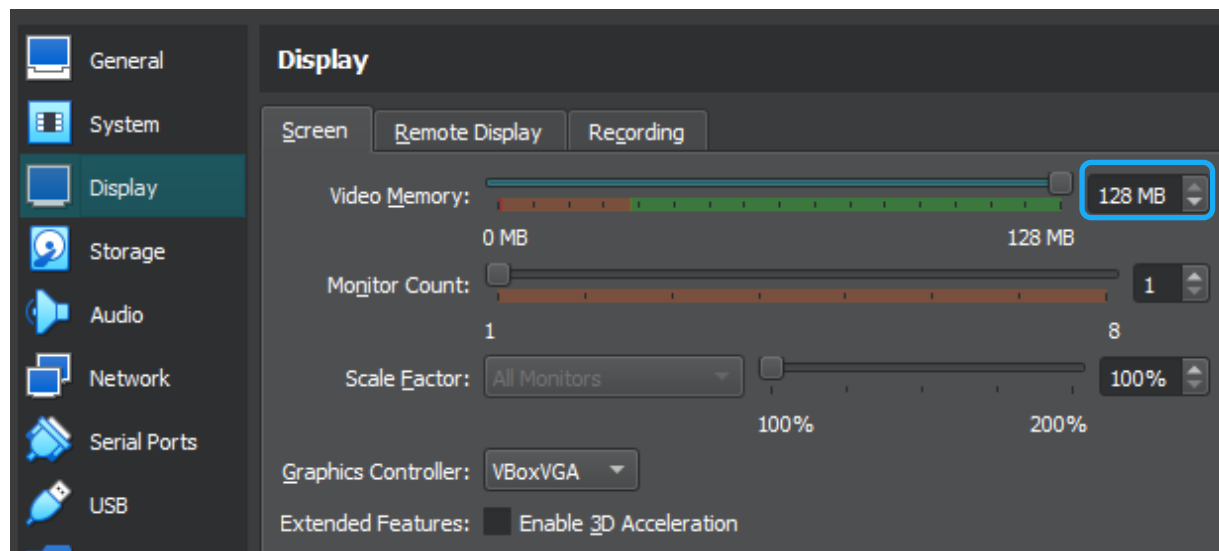 General
System
Display
Storage
Audio
Network
Serial Ports
USB
Display
Screen
Remote Display
Recording
Video Memory:
128 MB
0 MB
128 MB
Monitor Count:
1
1
8
Scale Factor:
All Monitors
100%
100%
200%
Graphics Controller:
VBoxVGA
Extended Features:
Enable 3D Acceleration